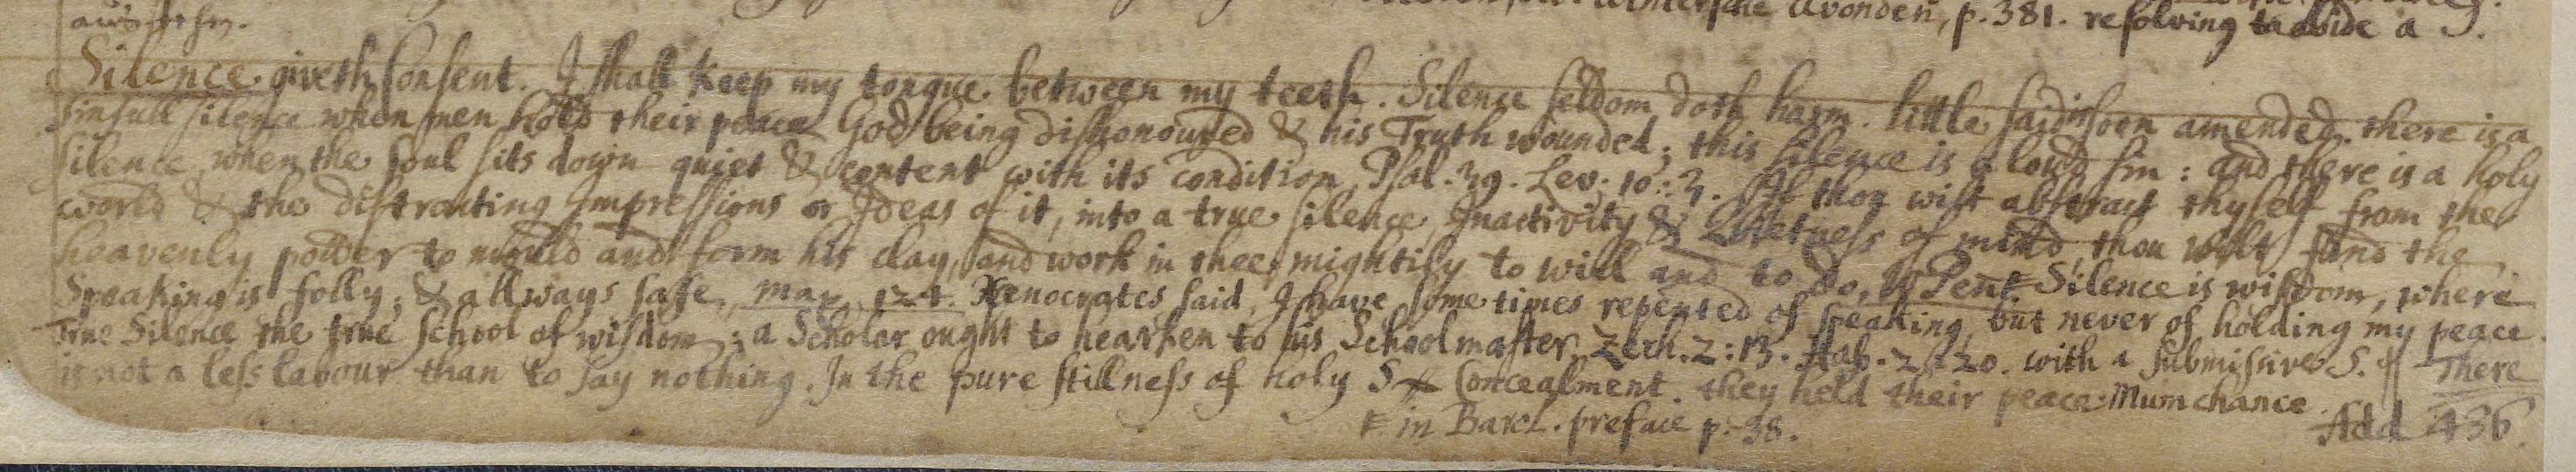 Wintersche Avonden, p. 381. resolving to abide a S.
Silence giveth Consent. I shall keep my tongue between my teeth. Silence seldom doth harm. little said soon amended. there is a
sinfull silence when men hold their peace God being dishonoured & his Truth wounded; this silence is a loud sin: and there is a holy
silence, when the soul sits down quiet & content with its condition, Psal. 39. Lev. 10:3. If thou wilt abstract thyself from the
world & the distracting Impressions or Ideas of it, into a true silence, Inactivity & Quietness of mind, thou wilt find the
heavenly power to mould and form his clay, and work in thee mightily to will and to do, W Pent. Silence is wisdom, where
Speaking is folly; & allways safe, max. 124. Xenocrates said, I have some times repented of speaking, but never of holding my peace.
True Silence the true School of wisdom; a Scholar ought to hearken to his Schoolmaster, Zech. 2:13. Hab. 2:20. with a submissive S. ¶ There
is not a less labour than to say nothing. In the pure stillness of holy S Concealment. they held their peace. Mumchance
in Barcl. preface p. 38.
Add 436.